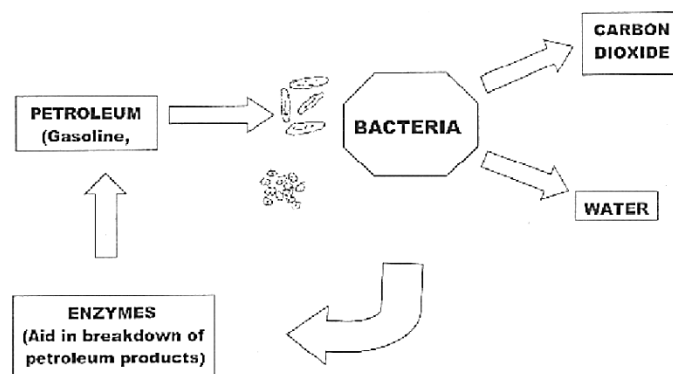 CARBON
DIOXIDE
PETROLEUM
(Gasoline,
BACTERIA
WATER
ENZYMES
(Aid in breakdown of
petroleum products)